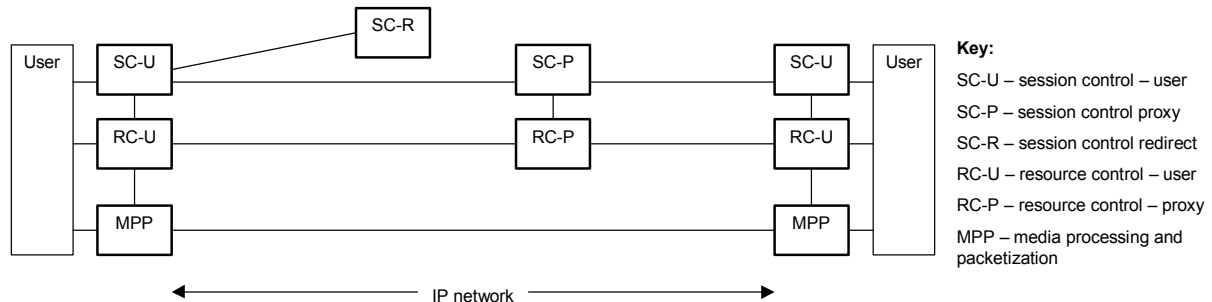 SC-R
User
SC-U
SC-P
SC-U
User
RC-U
RC-P
RC-U
MPP
MPP
IP network
Key:
SC-U – session control – user
SC-P – session control proxy
SC-R – session control redirect
RC-U – resource control – user
RC-P – resource control – proxy
MPP – media processing and
packetization